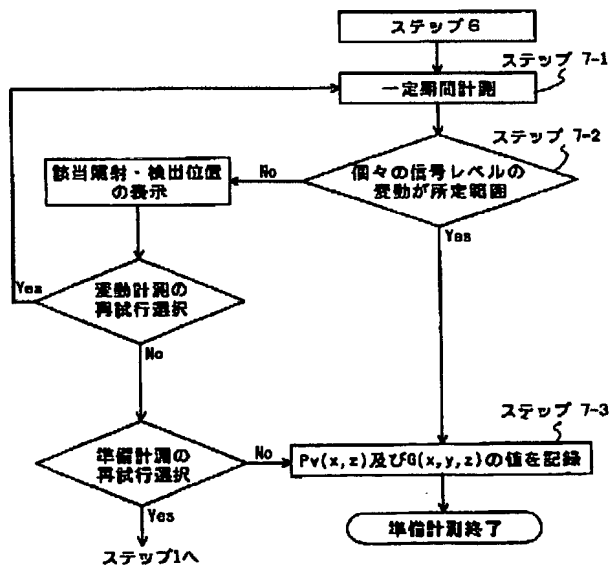 ステップ6
ステップ 7-1
一定期間計測
ステップ 7-2
個々の信号レベルの
変動が所定範囲
No
該当照射・検出位置
の表示
Yes
Yes
変動計測の
再試行選択
No
ステップ 7-3
準備計測の
再試行選択
No
Pv(x,z)及びG(x,y,z)の値を記録
Yes
準備計測終了
ステップ1へ